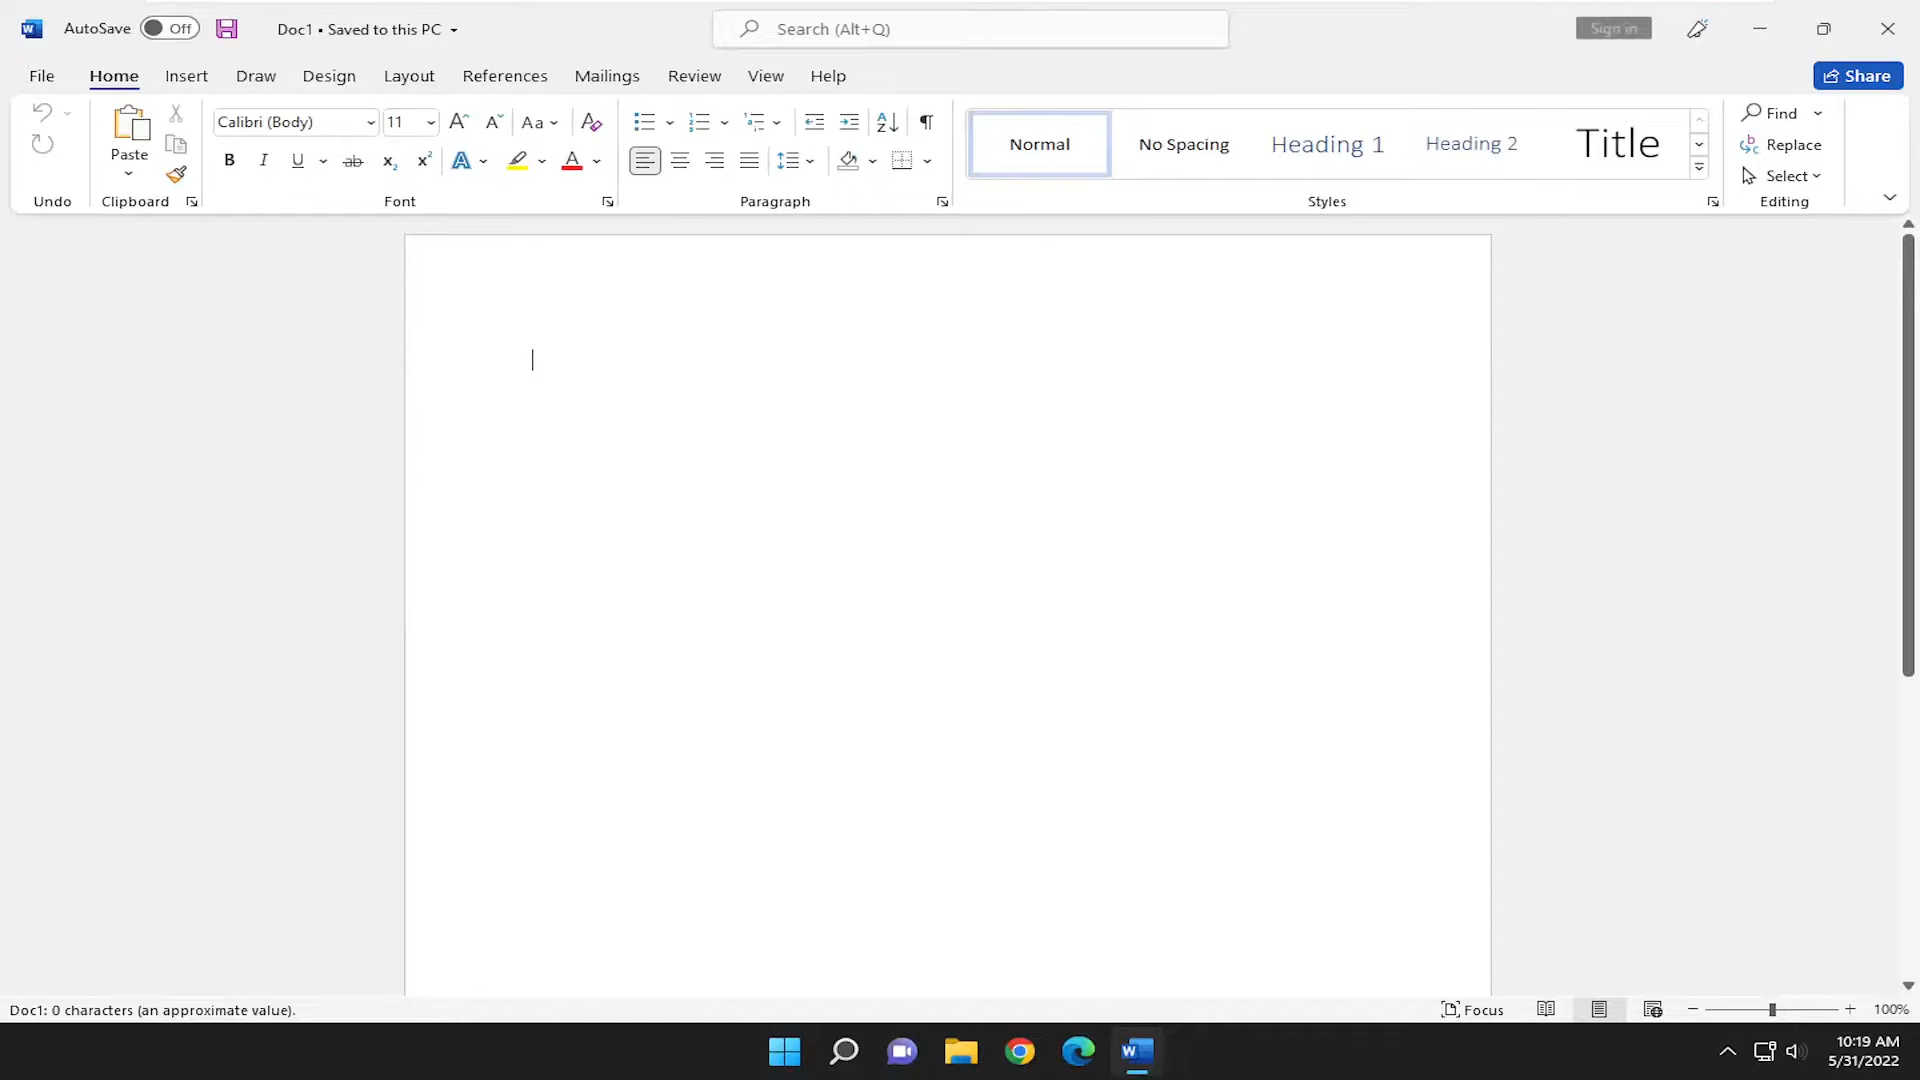 AutoSave Off Doc1 • Saved to this PC Search (Alt+Q) Sign in
File Home Insert Draw Design Layout References Mailings Review View Help Share
Calibri (Body) 11 Aa Find
Paste Normal No Spacing Heading 1 Heading 2 Title Replace
B I U ab x₂ x² A A Select
Undo Clipboard Font Paragraph Styles Editing
Doc1: 0 characters (an approximate value). Focus 100%
10:19 AM
5/31/2022